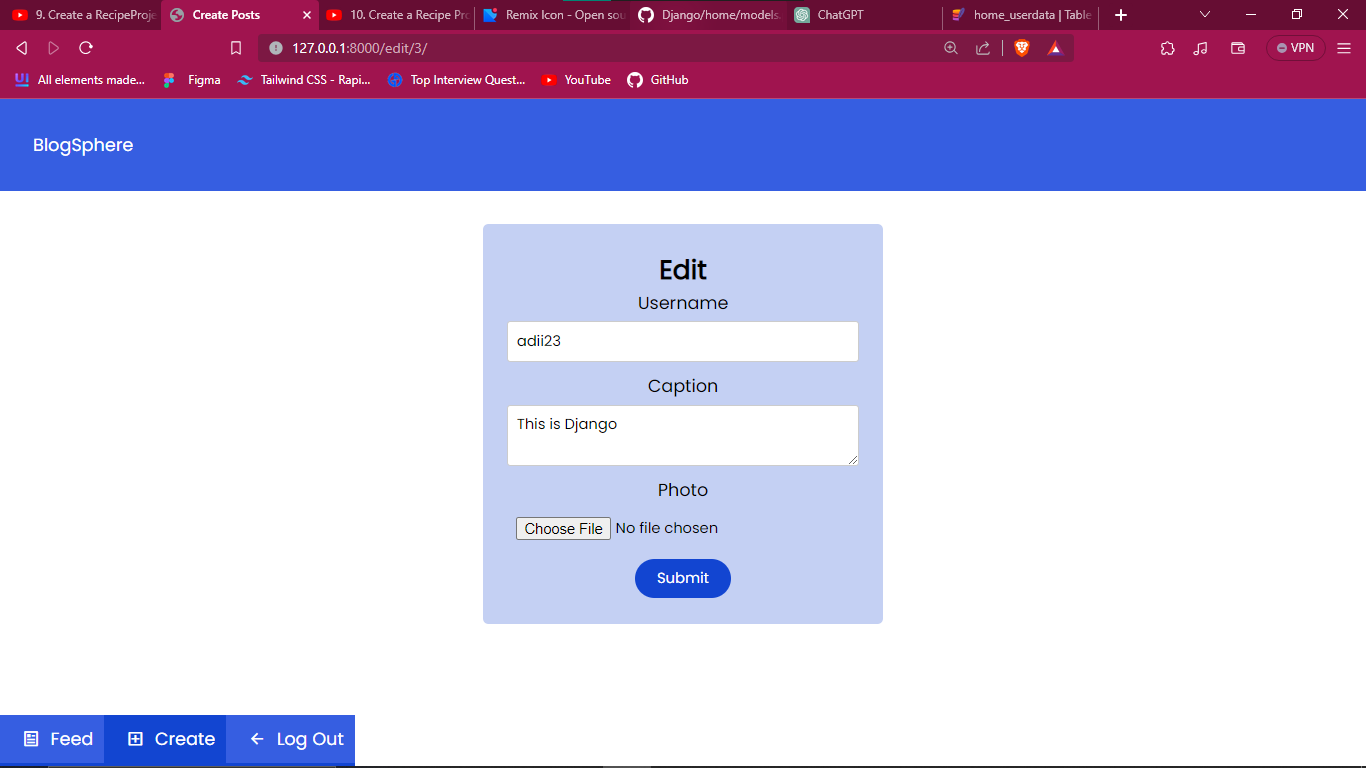 9. Create a RecipeProje
Create Posts
10. Create a Recipe Pro
Remix Icon - Open sou
Django/home/models.
ChatGPT
home_userdata | Table
127.0.0.1:8000/edit/3/
VPN
All elements made...
Figma
Tailwind CSS - Rapi...
Top Interview Quest...
YouTube
GitHub
BlogSphere
Edit
Username
adii23
Caption
This is Django
Photo
Choose File No file chosen
Submit
Feed
Create
Log Out